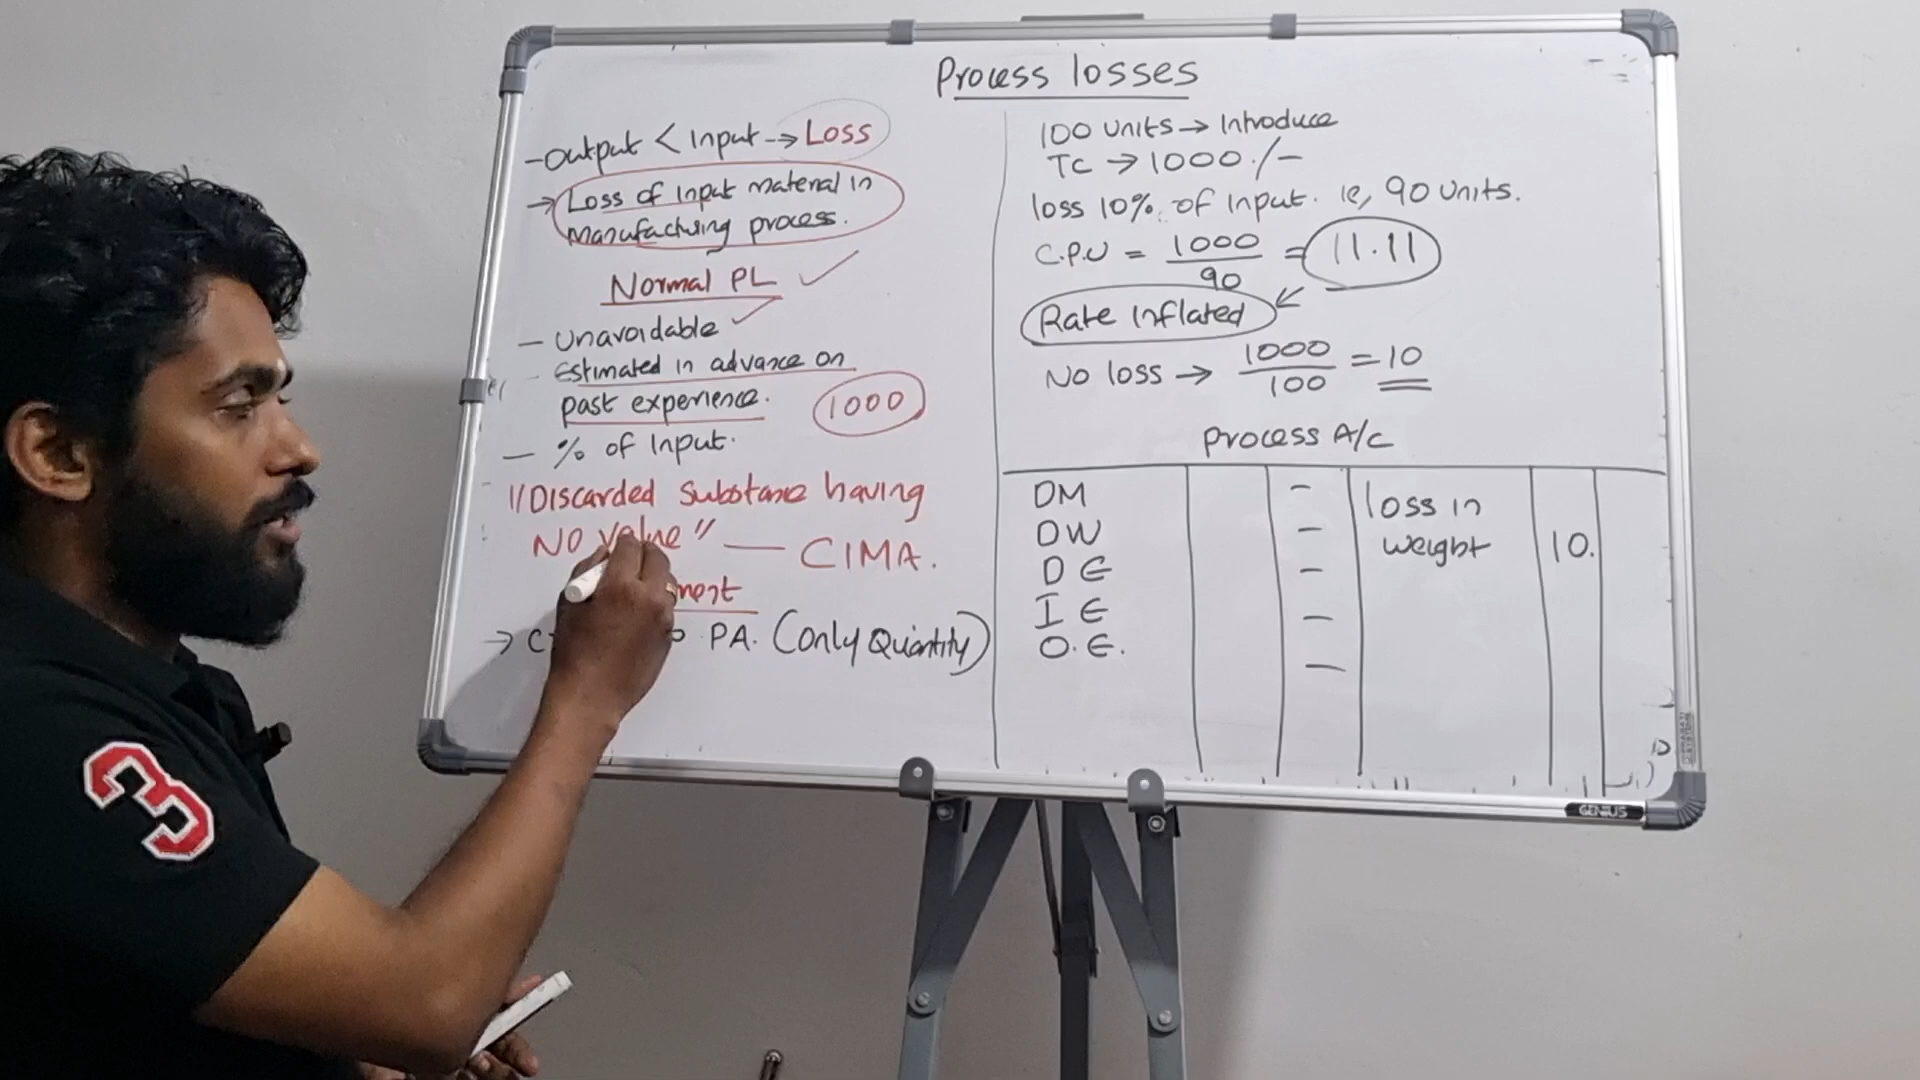 Process losses
-Output < Input --> Loss
→ Loss of Input material in
manufacturing process.
Normal PL
- Unavoidable
- Estimated in advance on
past experience. 1000
- % of Input.
"Discarded Substance having
NO value" — CIMA.
→ PA. (Only Quantity)
100 Units → Introduce
TC → 1000./-
loss 10% of Input. ie, 90 Units.
C.P.U = 1000/90 = 11.11
Rate Inflated
No loss → 1000/100 = 10
Process A/c
DM - loss in
DW - weight 10.
DE -
IE -
O.E. -
GENIUS
3